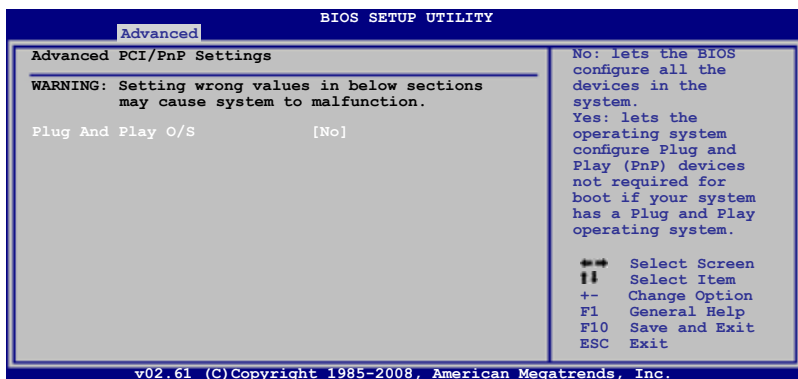 BIOS SETUP UTILITY
Advanced
Advanced PCI/PnP Settings
WARNING: Setting wrong values in below sections
may cause system to malfunction.
Plug And Play O/S [No]
No: lets the BIOS
configure all the
devices in the
system.
Yes: lets the
operating system
configure Plug and
Play (PnP) devices
not required for
boot if your system
has a Plug and Play
operating system.
Select Screen
Select Item
+- Change Option
F1 General Help
F10 Save and Exit
ESC Exit
v02.61 (C)Copyright 1985-2008, American Megatrends, Inc.